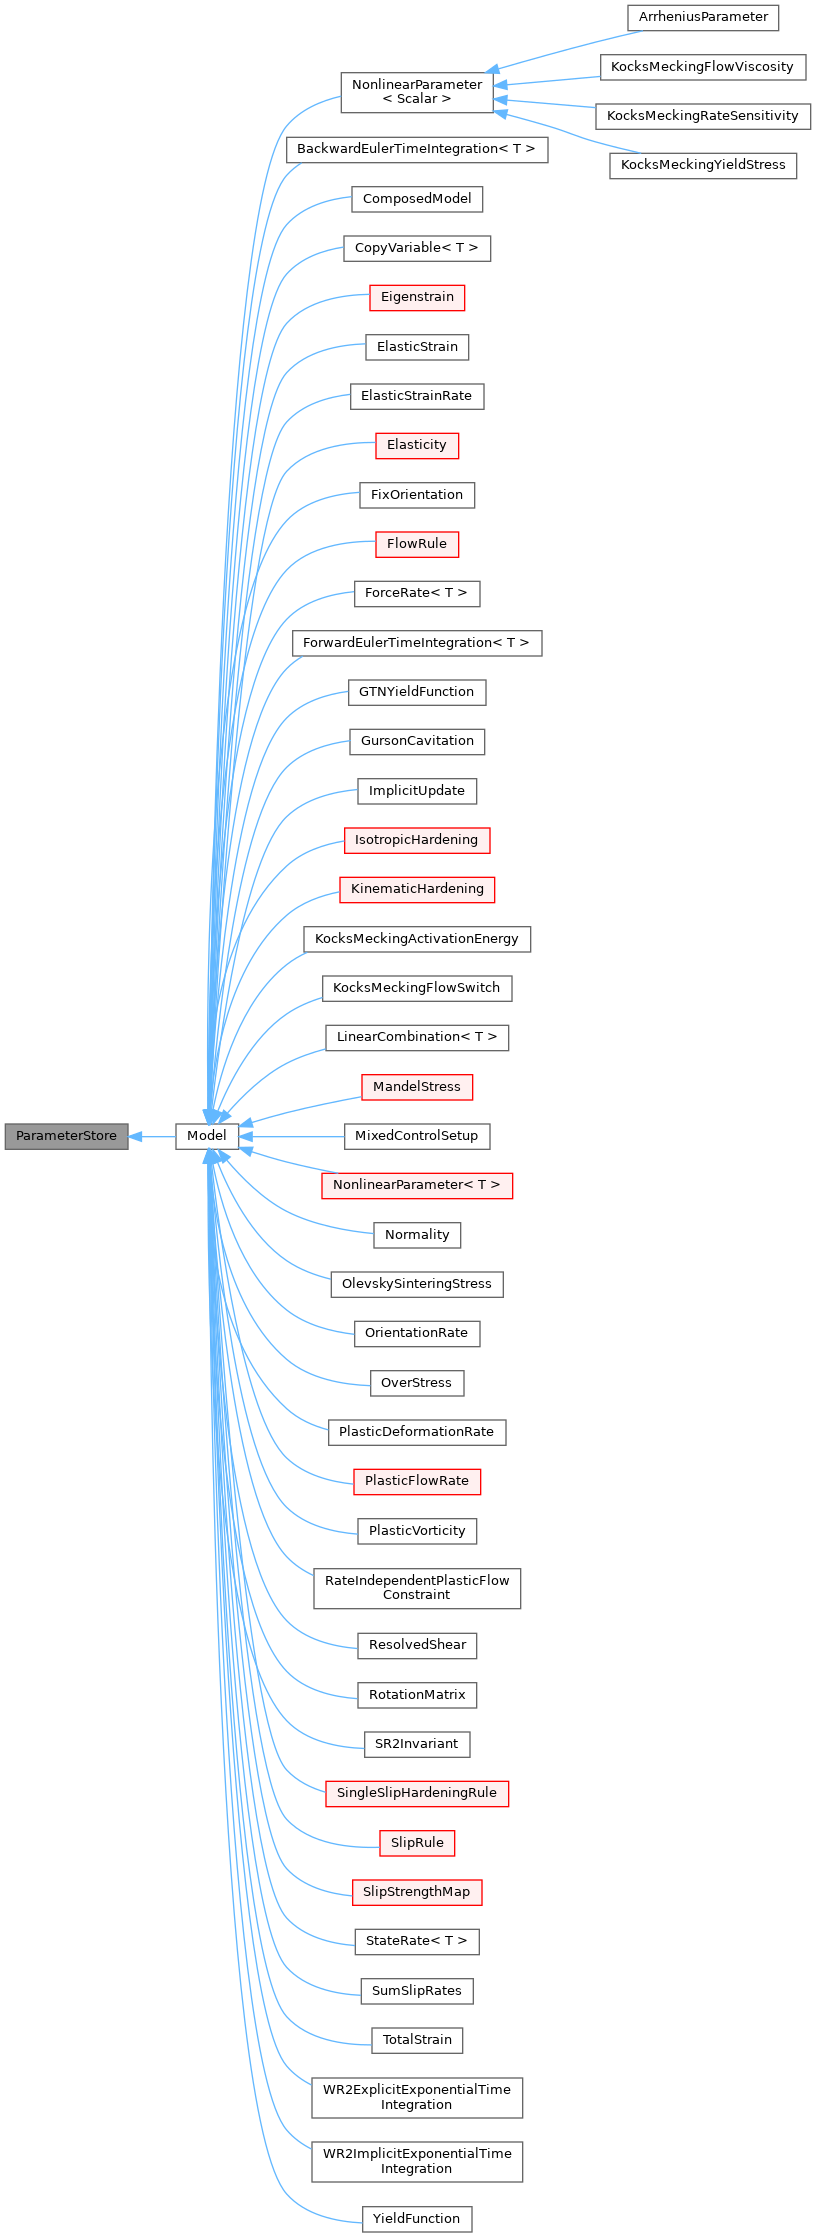 ArrheniusParameter
KocksMeckingFlowViscosity
NonlinearParameter
< Scalar >
KocksMeckingRateSensitivity
BackwardEulerTimeIntegration< T >
KocksMeckingYieldStress
ComposedModel
CopyVariable< T >
Eigenstrain
ElasticStrain
ElasticStrainRate
Elasticity
FixOrientation
FlowRule
ForceRate< T >
ForwardEulerTimeIntegration< T >
GTNYieldFunction
GursonCavitation
ImplicitUpdate
IsotropicHardening
KinematicHardening
KocksMeckingActivationEnergy
KocksMeckingFlowSwitch
LinearCombination< T >
MandelStress
ParameterStore
Model
MixedControlSetup
NonlinearParameter< T >
Normality
OlevskySinteringStress
OrientationRate
OverStress
PlasticDeformationRate
PlasticFlowRate
PlasticVorticity
RateIndependentPlasticFlow
Constraint
ResolvedShear
RotationMatrix
SR2Invariant
SingleSlipHardeningRule
SlipRule
SlipStrengthMap
StateRate< T >
SumSlipRates
TotalStrain
WR2ExplicitExponentialTime
Integration
WR2ImplicitExponentialTime
Integration
YieldFunction